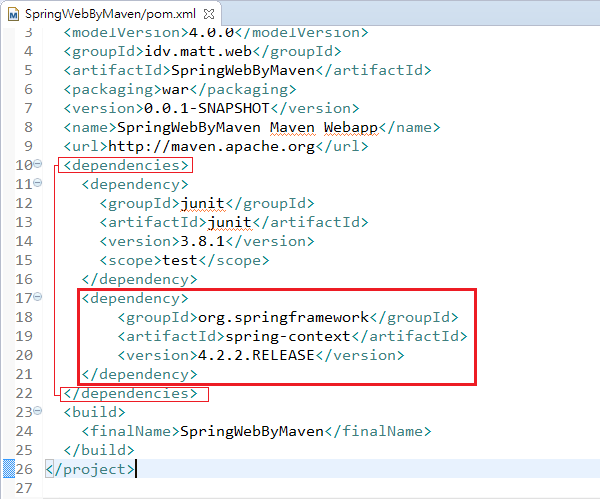 SpringWebByMaven/pom.xml
3 <modelVersion>4.0.0</modelVersion>
4 <groupId>idv.matt.web</groupId>
5 <artifactId>SpringWebByMaven</artifactId>
6 <packaging>war</packaging>
7 <version>0.0.1-SNAPSHOT</version>
8 <name>SpringWebByMaven Maven Webapp</name>
9 <url>http://maven.apache.org</url>
10 <dependencies>
11 <dependency>
12 <groupId>junit</groupId>
13 <artifactId>junit</artifactId>
14 <version>3.8.1</version>
15 <scope>test</scope>
16 </dependency>
17 <dependency>
18 <groupId>org.springframework</groupId>
19 <artifactId>spring-context</artifactId>
20 <version>4.2.2.RELEASE</version>
21 </dependency>
22 </dependencies>
23 <build>
24 <finalName>SpringWebByMaven</finalName>
25 </build>
26 </project>
27